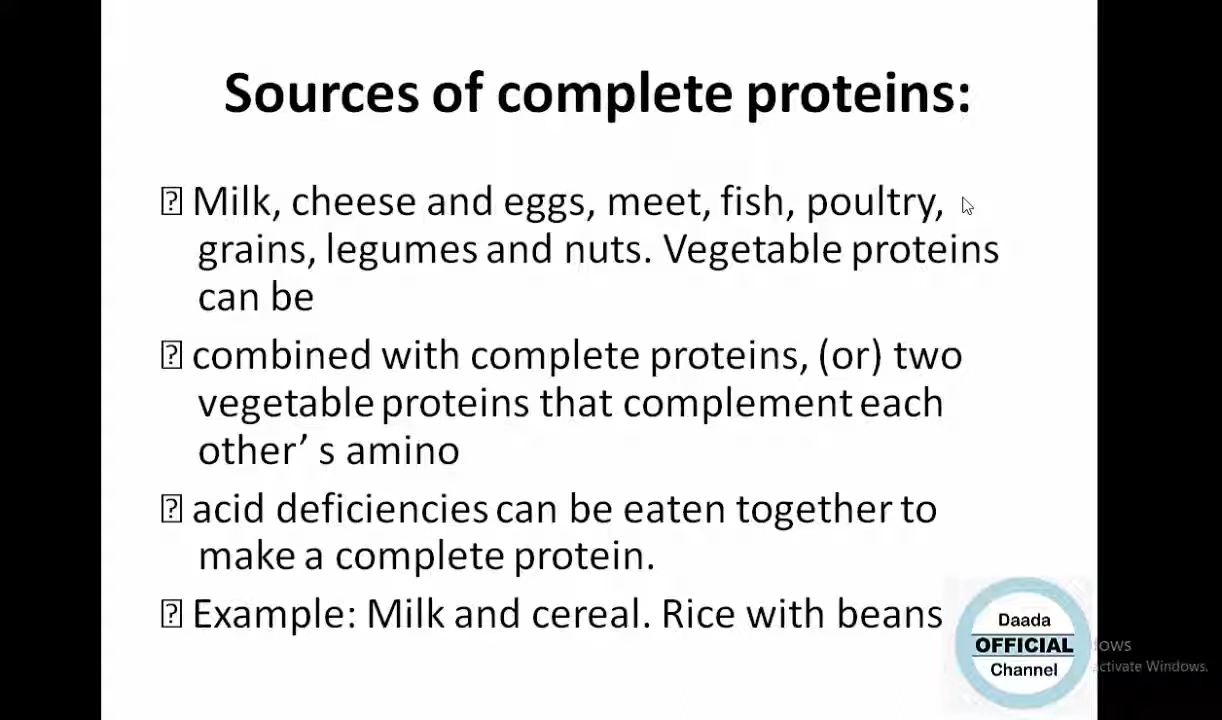 Sources of complete proteins:
Milk, cheese and eggs, meet, fish, poultry,
grains, legumes and nuts. Vegetable proteins
can be
combined with complete proteins, (or) two
vegetable proteins that complement each
other’ s amino
acid deficiencies can be eaten together to
make a complete protein.
Example: Milk and cereal. Rice with beans
Daada
OFFICIAL
Channel
Windows.